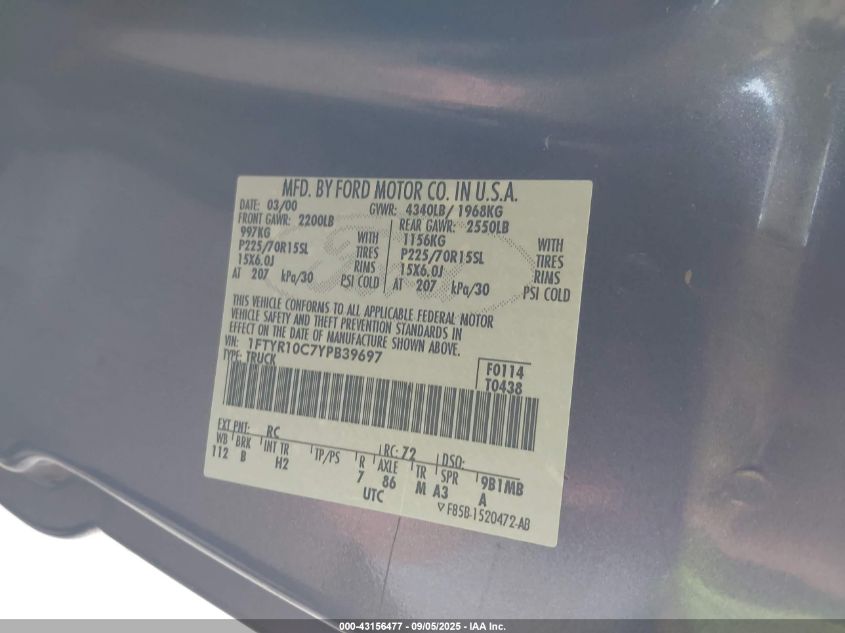 MFD. BY FORD MOTOR CO. IN U.S.A.
DATE: 03/00 GVWR: 4340LB/ 1968KG
FRONT GAWR: 2200LB REAR GAWR: 2550LB
997KG WITH 1156KG WITH
P225/70R15SL TIRES P225/70R15SL TIRES
15X6.0J RIMS 15X6.0J RIMS
AT 207 kPa/30 PSI COLD AT 207 kPa/30 PSI COLD
THIS VEHICLE CONFORMS TO ALL APPLICABLE FEDERAL MOTOR
VEHICLE SAFETY AND THEFT PREVENTION STANDARDS IN
EFFECT ON THE DATE OF MANUFACTURE SHOWN ABOVE.
VIN: 1FTYR10C7YPB39697
TYPE: TRUCK
F0114
T0438
EXT PNT: RC RC: 72 DSO:
WB BRK INT TR TP/PS R AXLE TR SPR 9B1MB
112 B H2 7 86 M A3 A
UTC
▽ F85B-1520472-AB
000-43156477 - 09/05/2025 - IAA Inc.